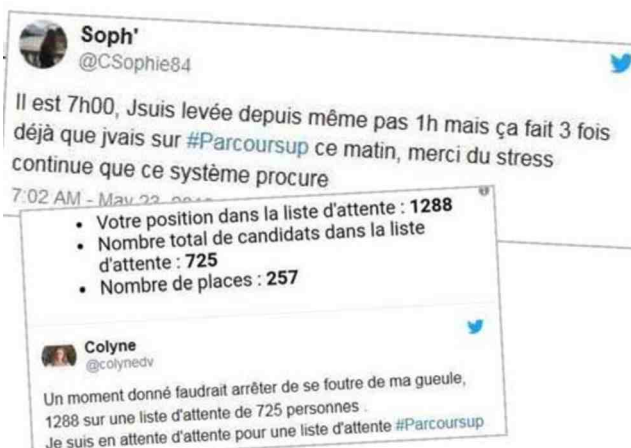 Soph'
@CSophie84
Il est 7h00, Jsuis levée depuis même pas 1h mais ça fait 3 fois
déjà que jvais sur #Parcoursup ce matin, merci du stress
continue que ce système procure
7:02 AM - May 23,
• Votre position dans la liste d'attente : 1288
• Nombre total de candidats dans la liste
d'attente : 725
• Nombre de places : 257
Colyne
@colynedv
Un moment donné faudrait arrêter de se foutre de ma gueule,
1288 sur une liste d'attente de 725 personnes .
Je suis en attente d'attente pour une liste d'attente #Parcoursup